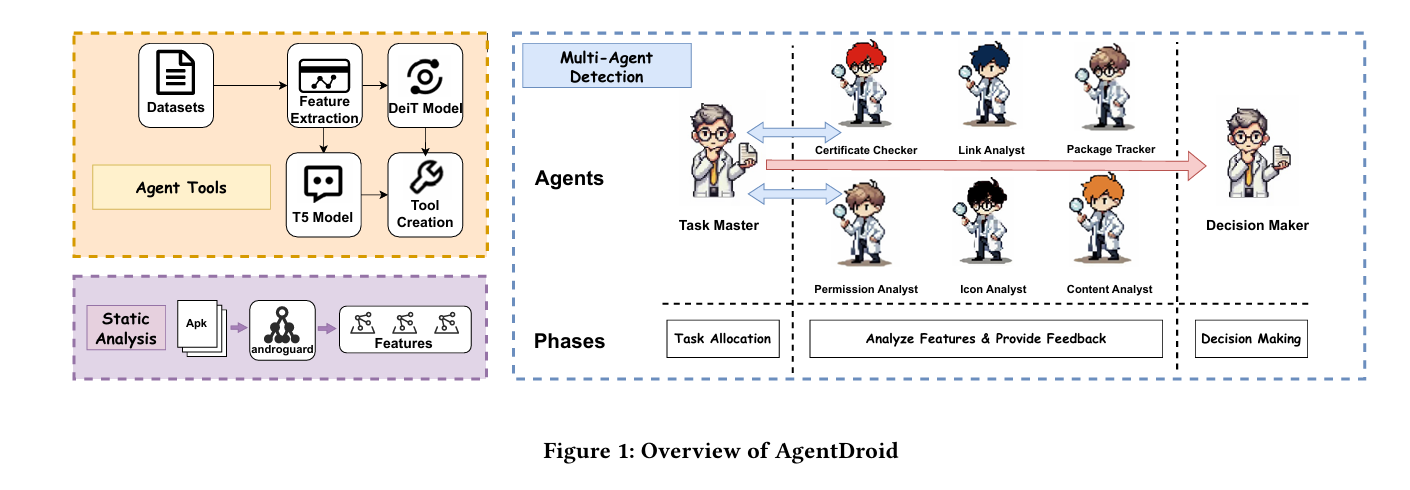 Datasets
Feature
Extraction
DeiT Model
Agent Tools
T5 Model
Tool
Creation
Static
Analysis
Apk
androguard
Features
Multi-Agent
Detection
Agents
Task Master
Certificate Checker
Link Analyst
Package Tracker
Permission Analyst
Icon Analyst
Content Analyst
Decision Maker
Phases
Task Allocation
Analyze Features & Provide Feedback
Decision Making
Figure 1: Overview of AgentDroid